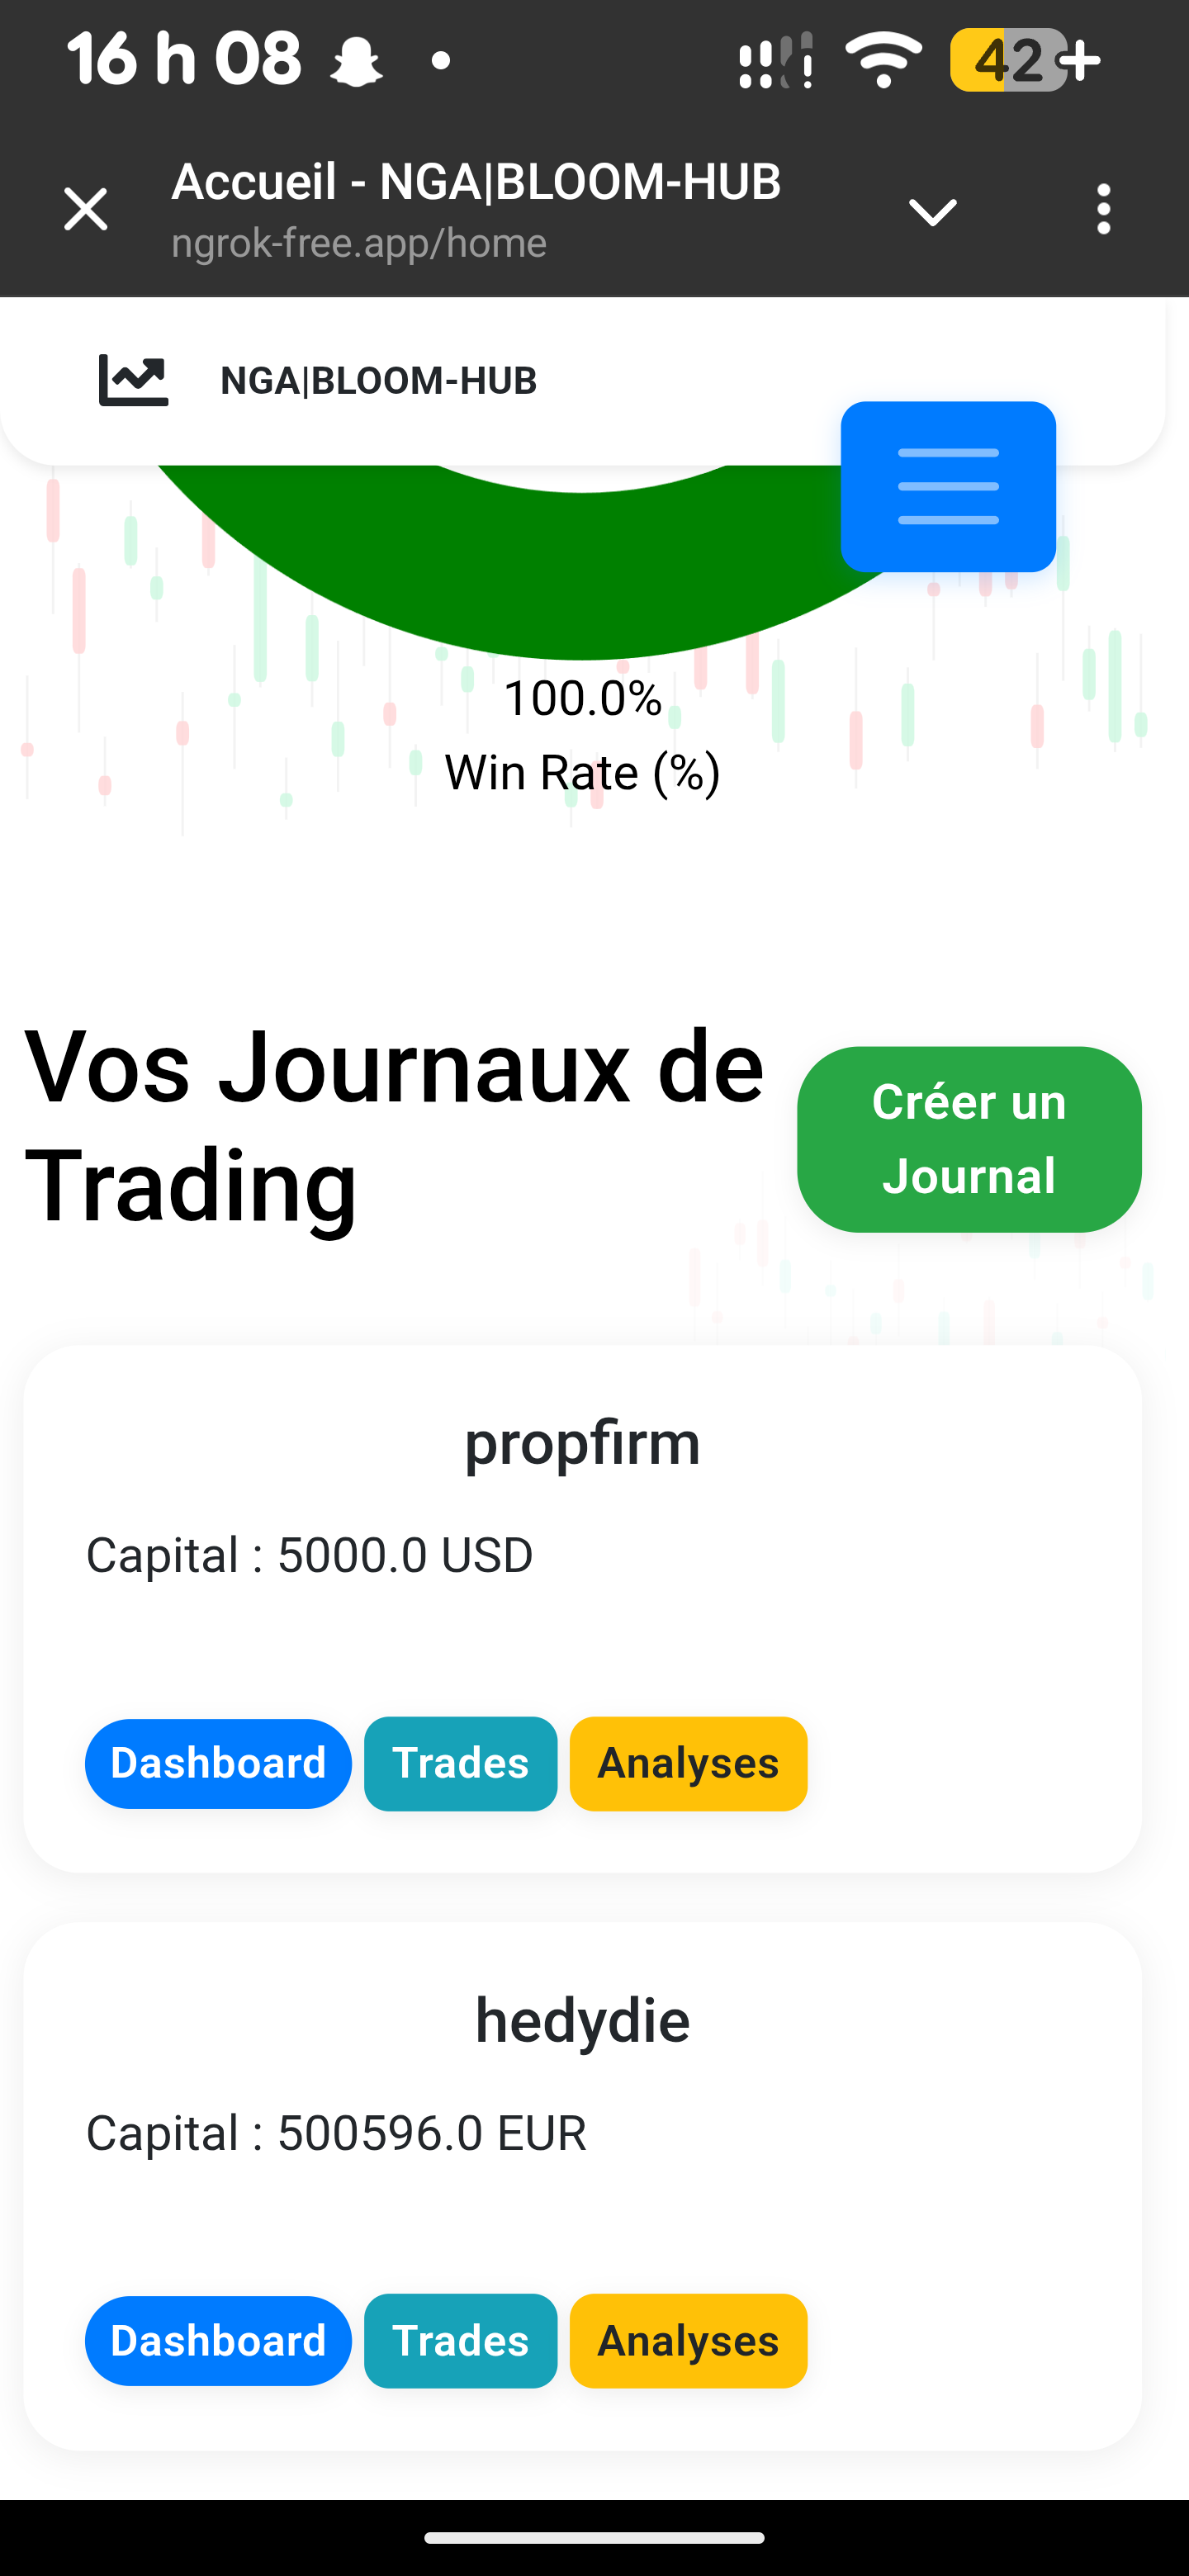 16 h 08
42
Accueil - NGA|BLOOM-HUB
ngrok-free.app/home
NGA|BLOOM-HUB
100.0%
Win Rate (%)
Vos Journaux de
Trading
Créer un
Journal
propfirm
Capital : 5000.0 USD
Dashboard
Trades
Analyses
hedydie
Capital : 500596.0 EUR
Dashboard
Trades
Analyses